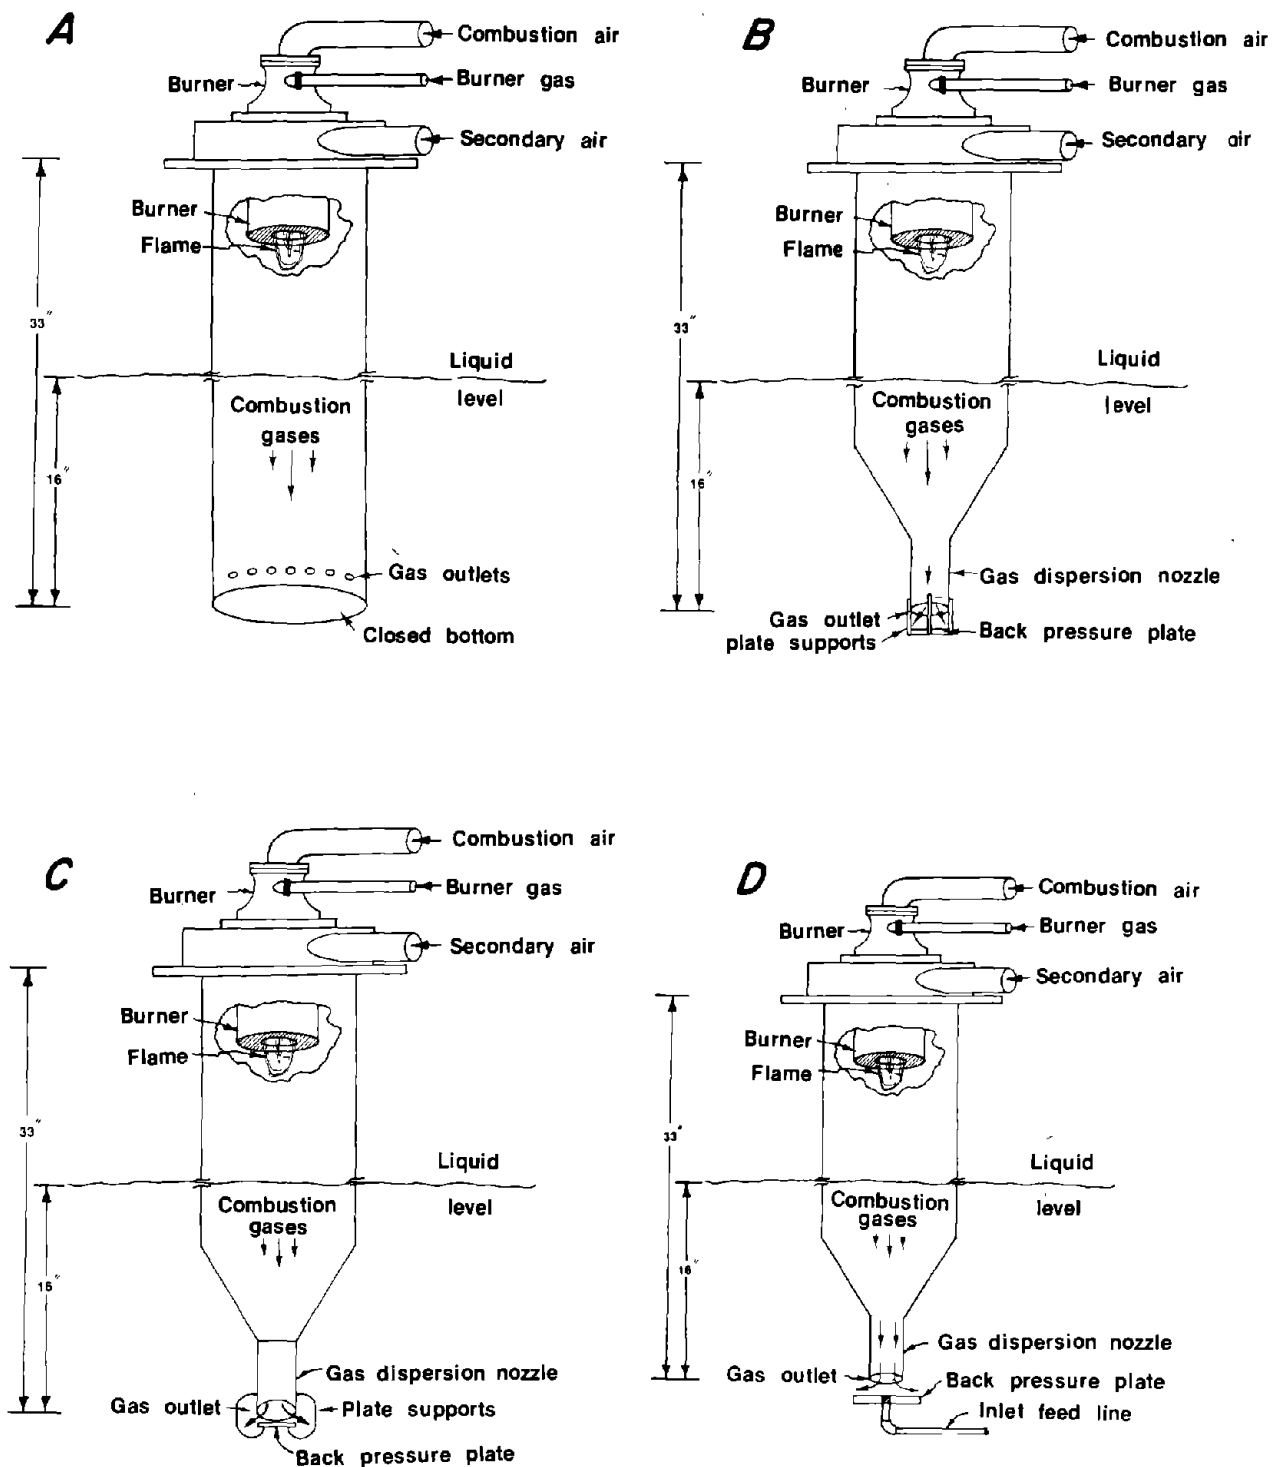 A
Combustion air
Burner
Burner gas
Secondary air
Burner
Flame
33"
Liquid
level
Combustion
gases
16"
Gas outlets
Closed bottom
B
Combustion air
Burner
Burner gas
Secondary air
Burner
Flame
33"
Liquid
level
Combustion
gases
16"
Gas dispersion nozzle
Gas outlet
plate supports
Back pressure plate
C
Combustion air
Burner
Burner gas
Secondary air
Burner
Flame
33"
Liquid
level
Combustion
gases
16"
Gas dispersion nozzle
Gas outlet
Plate supports
Back pressure plate
D
Combustion air
Burner
Burner gas
Secondary air
Burner
Flame
33"
Liquid
level
Combustion
gases
16"
Gas dispersion nozzle
Gas outlet
Back pressure plate
Inlet feed line